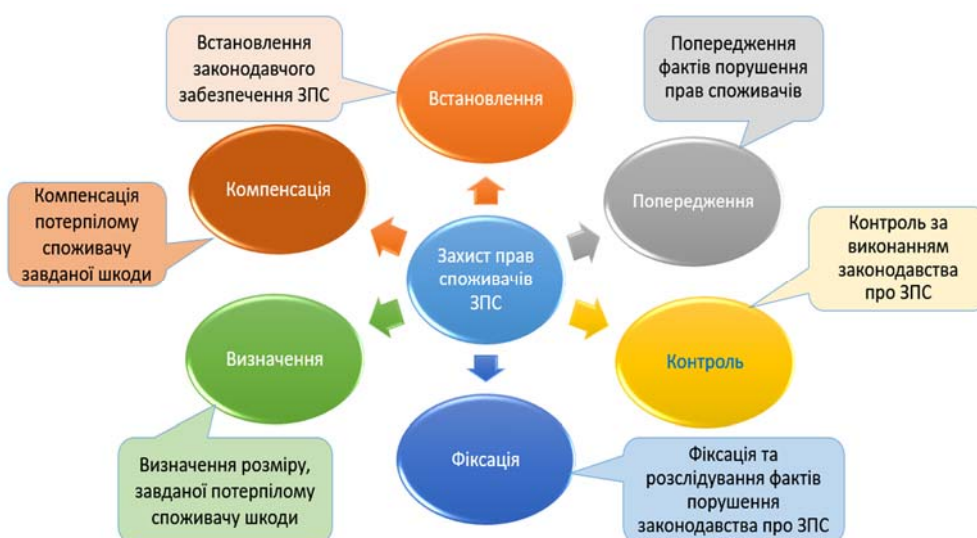 Встановлення
законодавчого
забезпечення ЗПС
Встановлення
Попередження
фактів порушення
прав споживачів
Компенсація
Попередження
Компенсація
потерпілому
споживачу
завданої шкоди
Захист прав
споживачів
ЗПС
Контроль за
виконанням
законодавства
про ЗПС
Визначення
Контроль
Визначення розміру,
завданої потерпілому
споживачу шкоди
Фіксація
Фіксація та
розслідування фактів
порушення
законодавства про ЗПС